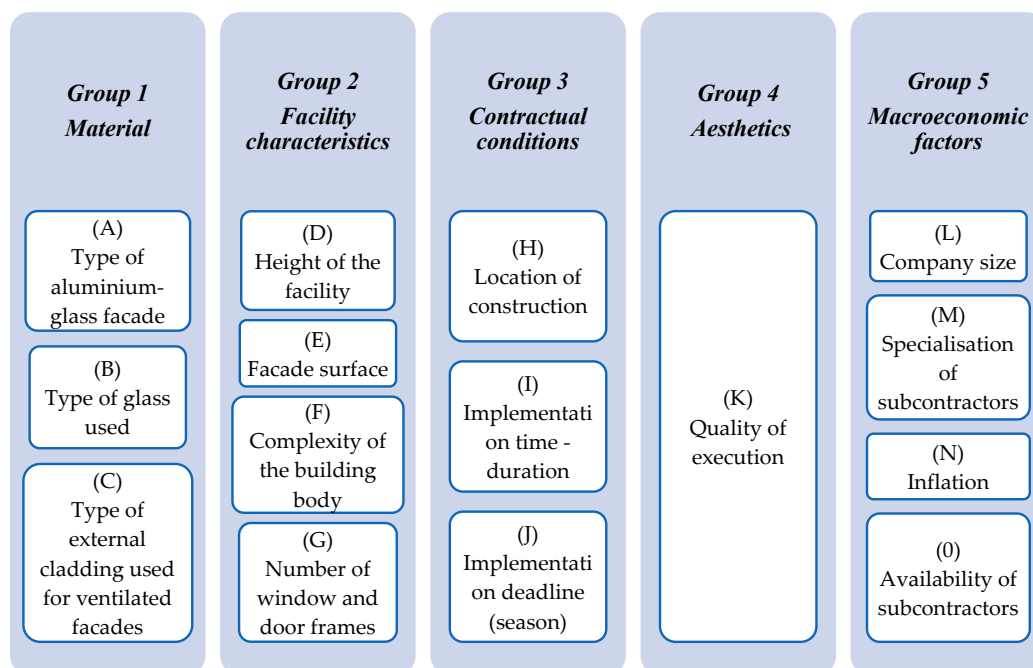 Group 1
Material
(A)
Type of
aluminium-
glass facade
(B)
Type of glass
used
(C)
Type of
external
cladding used
for ventilated
facades
Group 2
Facility
characteristics
(D)
Height of the
facility
(E)
Facade surface
(F)
Complexity of
the building
body
(G)
Number of
window and
door frames
Group 3
Contractual
conditions
(H)
Location of
construction
(I)
Implementati
on time -
duration
(J)
Implementati
on deadline
(season)
Group 4
Aesthetics
(K)
Quality of
execution
Group 5
Macroeconomic
factors
(L)
Company size
(M)
Specialisation
of
subcontractors
(N)
Inflation
(0)
Availability of
subcontractors